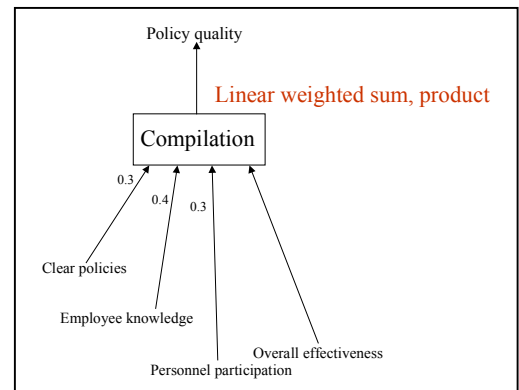 Policy quality
Linear weighted sum, product
Compilation
0.3
0.4
0.3
Clear policies
Employee knowledge
Overall effectiveness
Personnel participation